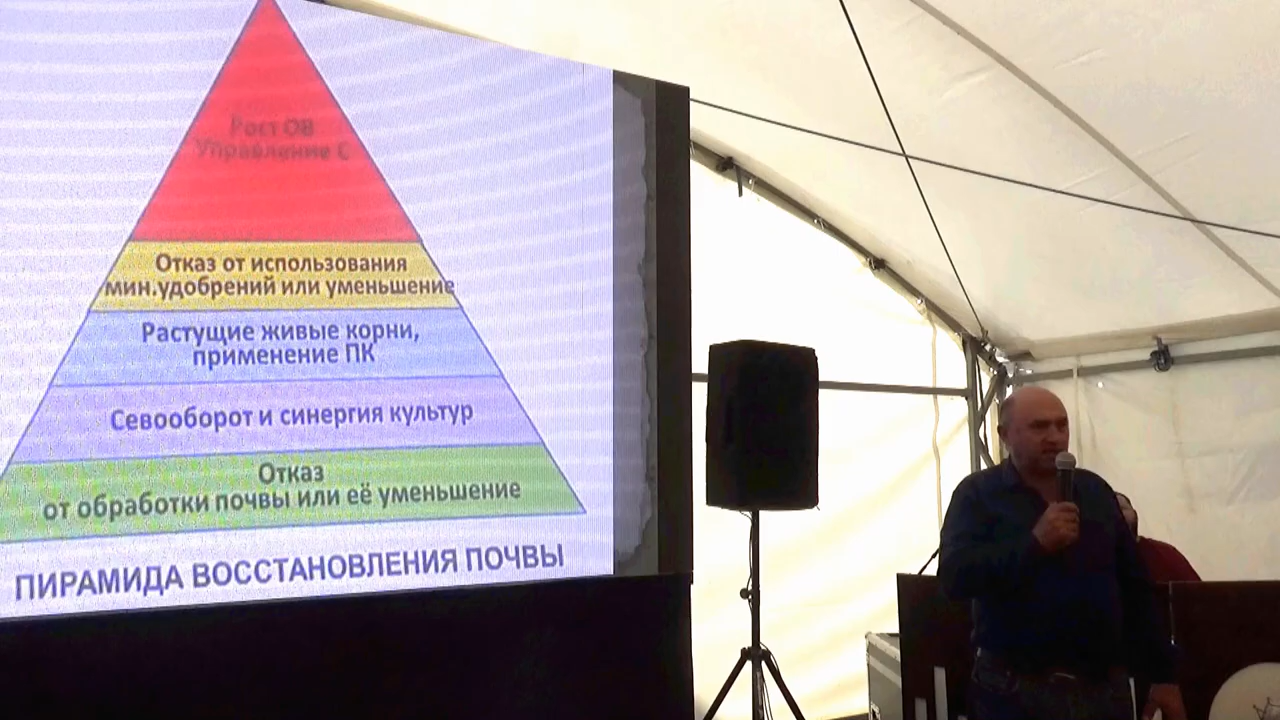 Рост ОВ
Управление С
Отказ от использования
мин.удобрений или уменьшение
Растущие живые корни,
применение ПК
Севооборот и синергия культур
Отказ
от обработки почвы или её уменьшение
ПИРАМИДА ВОССТАНОВЛЕНИЯ ПОЧВЫ